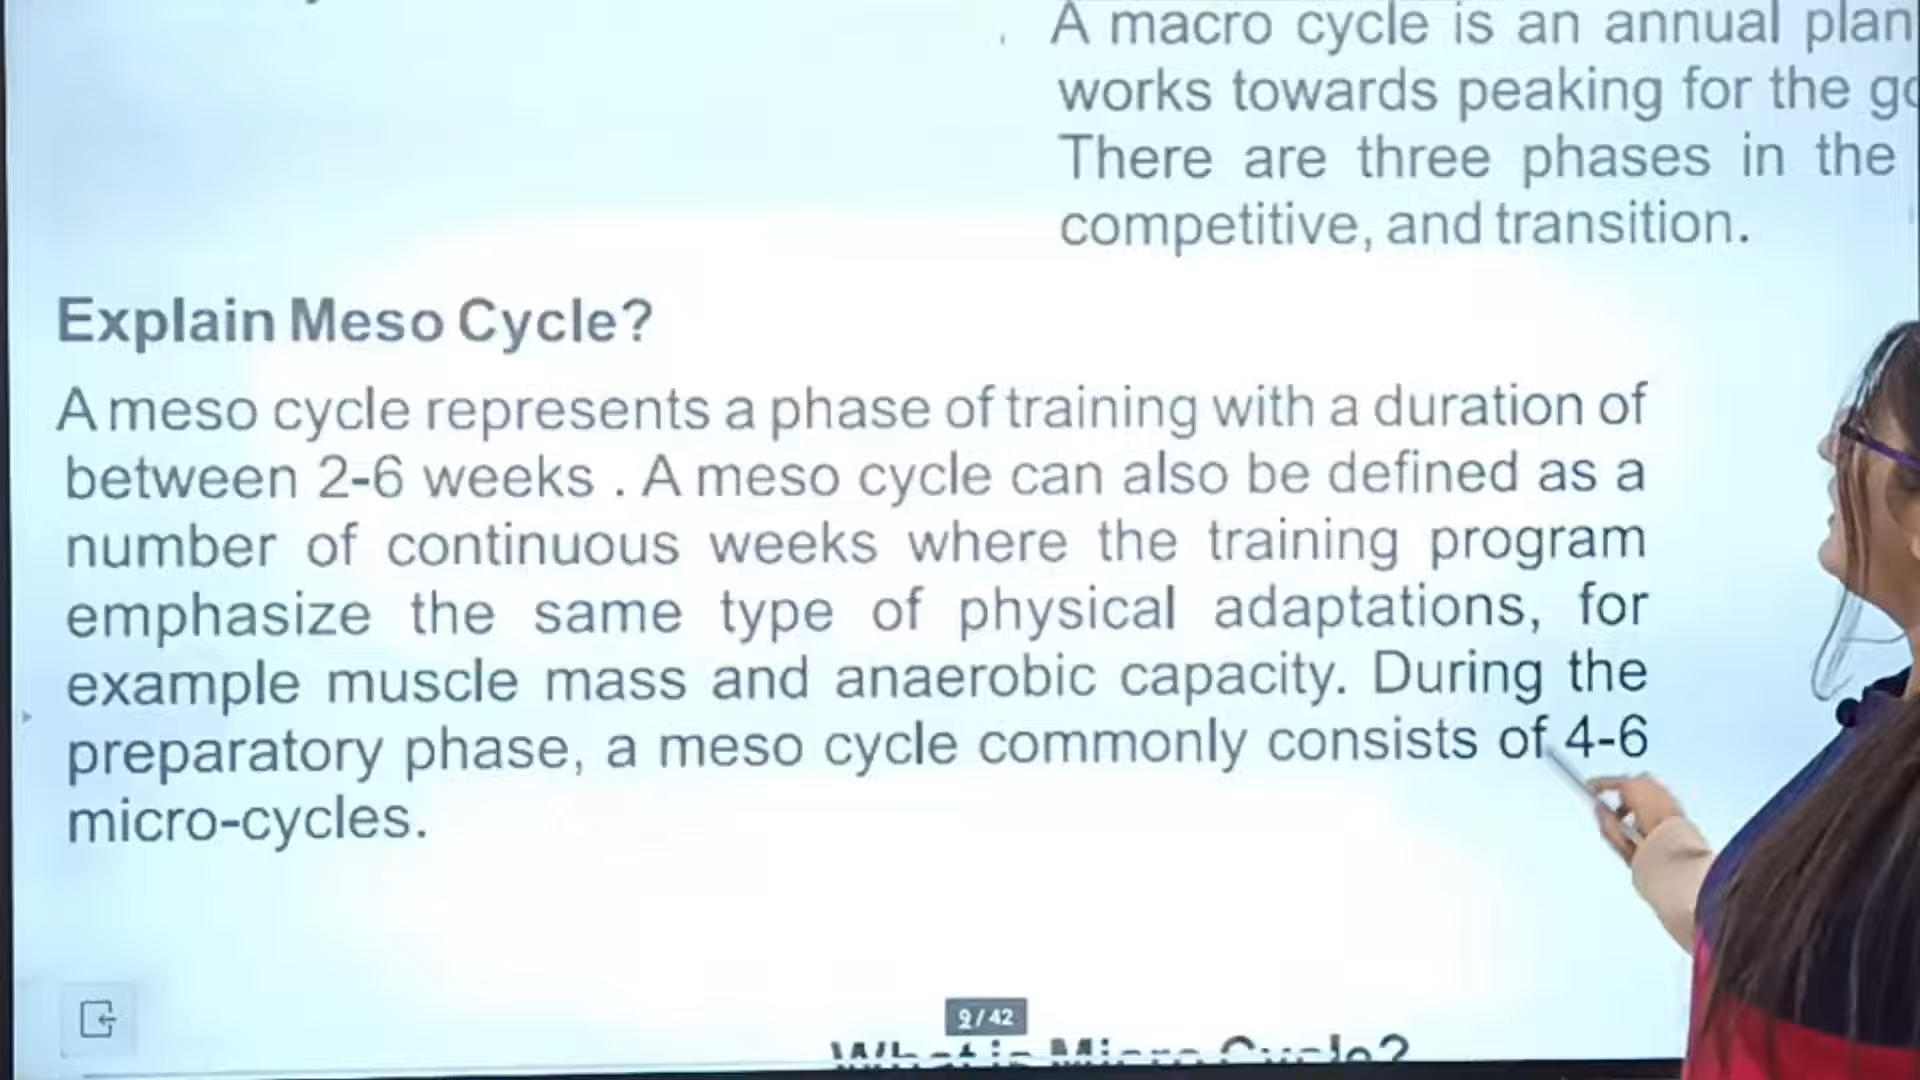 A macro cycle is an annual plan
works towards peaking for the
There are three phases in the
competitive, and transition.
Explain Meso Cycle?
A meso cycle represents a phase of training with a duration of
between 2-6 weeks . A meso cycle can also be defined as a
number of continuous weeks where the training program
emphasize the same type of physical adaptations, for
example muscle mass and anaerobic capacity. During the
preparatory phase, a meso cycle commonly consists of 4-6
micro-cycles.
9/42
What is Micro Cycle?